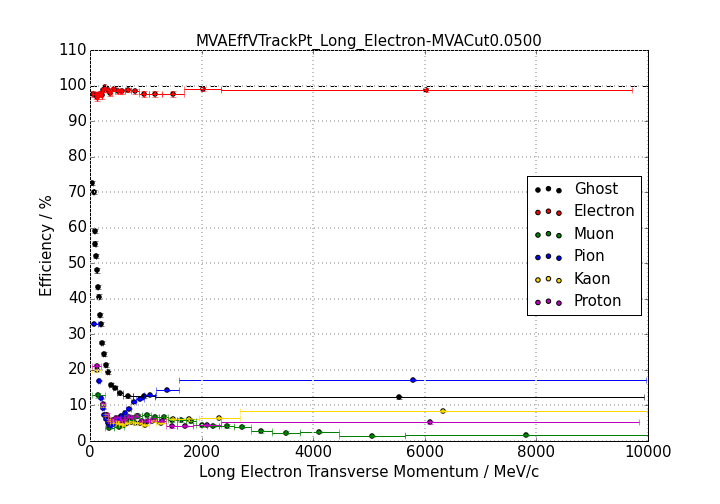 MVAEffVTrackPt_Long_Electron-MVACut0.0500
110
100
90
80
70
60
50
40
30
20
10
0
Efficiency / %
Ghost
Electron
Muon
Pion
Kaon
Proton
0 2000 4000 6000 8000 10000
Long Electron Transverse Momentum / MeV/c